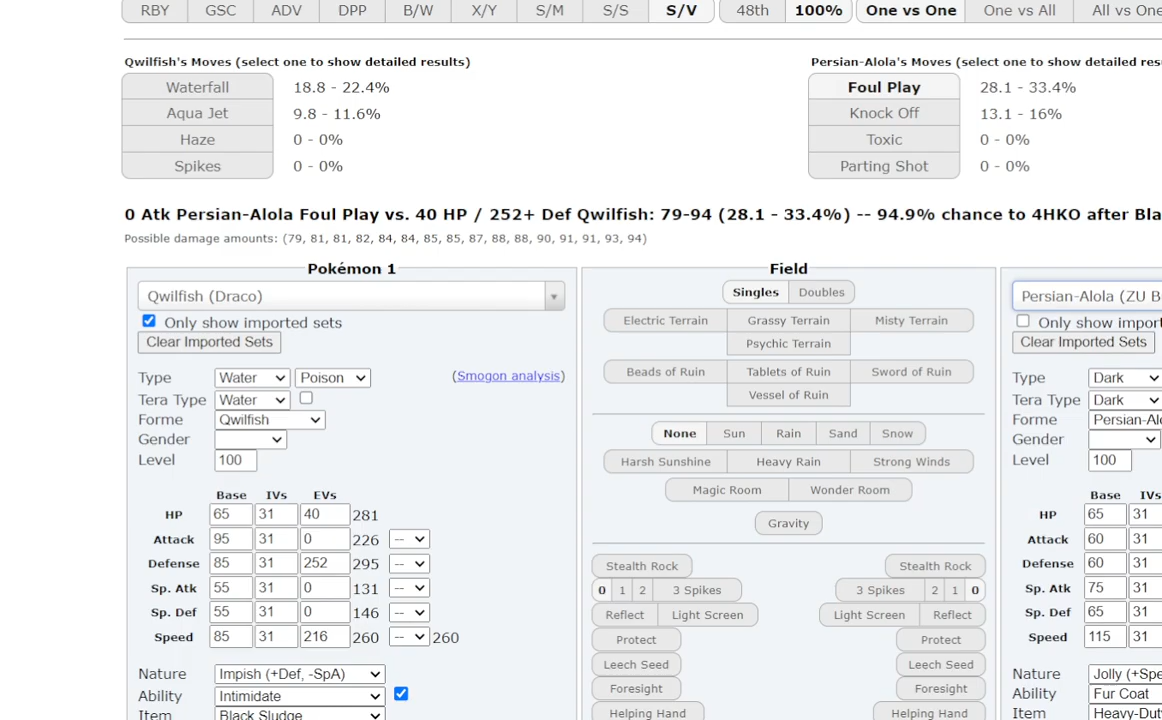 RBY GSC ADV DPP B/W X/Y S/M S/S S/V 48th 100% One vs One One vs All All vs One
Qwilfish's Moves (select one to show detailed results) Persian-Alola's Moves (select one to show detailed
Waterfall 18.8 - 22.4% Foul Play 28.1 - 33.4%
Aqua Jet 9.8 - 11.6% Knock Off 13.1 - 16%
Haze 0 - 0% Toxic 0 - 0%
Spikes 0 - 0% Parting Shot 0 - 0%
0 Atk Persian-Alola Foul Play vs. 40 HP / 252+ Def Qwilfish: 79-94 (28.1 - 33.4%) -- 94.9% chance to 4HKO after Bla
Possible damage amounts: (79, 81, 81, 82, 84, 84, 85, 85, 87, 88, 88, 90, 91, 91, 93, 94)
Pokémon 1 Field
Qwilfish (Draco) Singles Doubles Persian-Alola (ZU B
Only show imported sets Electric Terrain Grassy Terrain Misty Terrain Only show import
Clear Imported Sets Psychic Terrain Clear Imported Sets
Type Water Poison (Smogon analysis) Beads of Ruin Tablets of Ruin Sword of Ruin Type Dark
Tera Type Water Vessel of Ruin Tera Type Dark
Forme Qwilfish Forme Persian-Alo
Gender None Sun Rain Sand Snow Gender
Level 100 Harsh Sunshine Heavy Rain Strong Winds Level 100
Base IVs EVs Magic Room Wonder Room Base IVs
HP 65 31 40 281 Gravity HP 65 31
Attack 95 31 0 226 -- Attack 60 31
Defense 85 31 252 295 -- Stealth Rock Stealth Rock Defense 60 31
Sp. Atk 55 31 0 131 -- 0 1 2 3 Spikes 3 Spikes 2 1 0 Sp. Atk 75 31
Sp. Def 55 31 0 146 -- Reflect Light Screen Light Screen Reflect Sp. Def 65 31
Speed 85 31 216 260 -- 260 Protect Protect Speed 115 31
Leech Seed Leech Seed
Nature Impish (+Def, -SpA) Foresight Foresight Nature Jolly (+Spe
Ability Intimidate Ability Fur Coat
Item Black Sludge Helping Hand Helping Hand Item Heavy-Dut